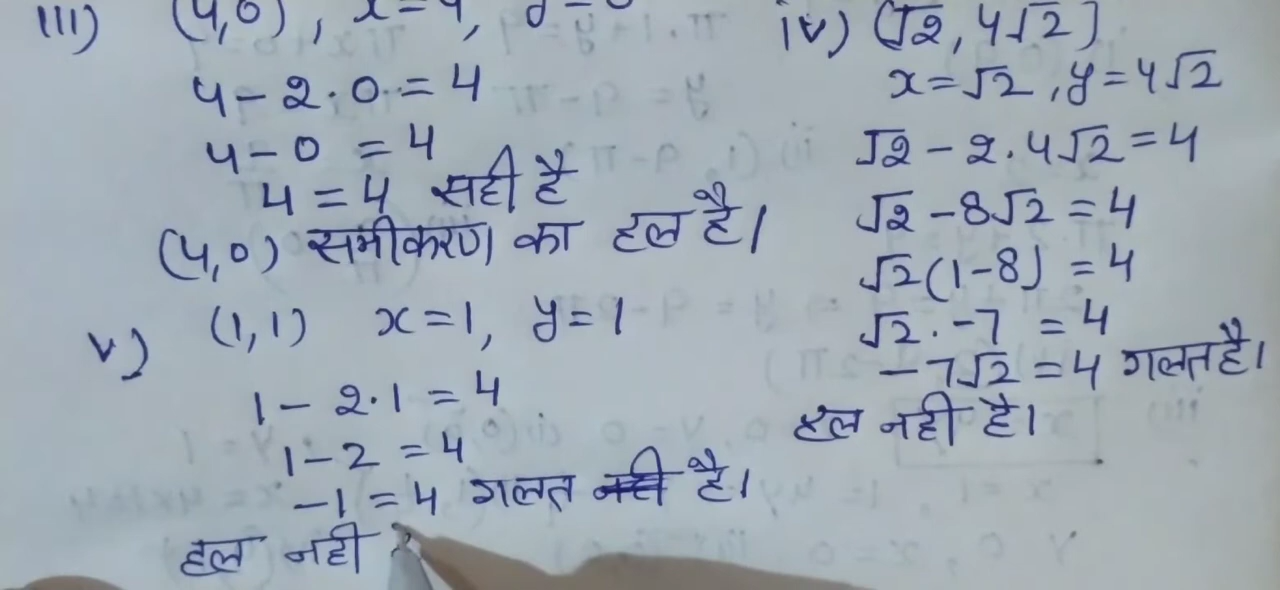 III) (4,0), x=4, y=0
4-2·0=4
4-0 =4
4=4 सही है
(4,0) समीकरण का हल है।
iv) (√2, 4√2)
x=√2, y=4√2
√2-2·4√2=4
√2-8√2=4
√2(1-8) =4
√2·-7 =4
-7√2=4 गलत है।
हल नही है।
v) (1,1) x=1, y=1
1-2·1=4
1-2 =4
-1=4 गलत नही है।
हल नही